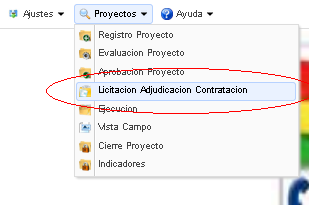 Ajustes Proyectos Ayuda
Registro Proyecto
Evaluacion Proyecto
Aprobacion Proyecto
Licitacion Adjudicacion Contratacion
Ejecucion
Vista Campo
Cierre Proyecto
Indicadores